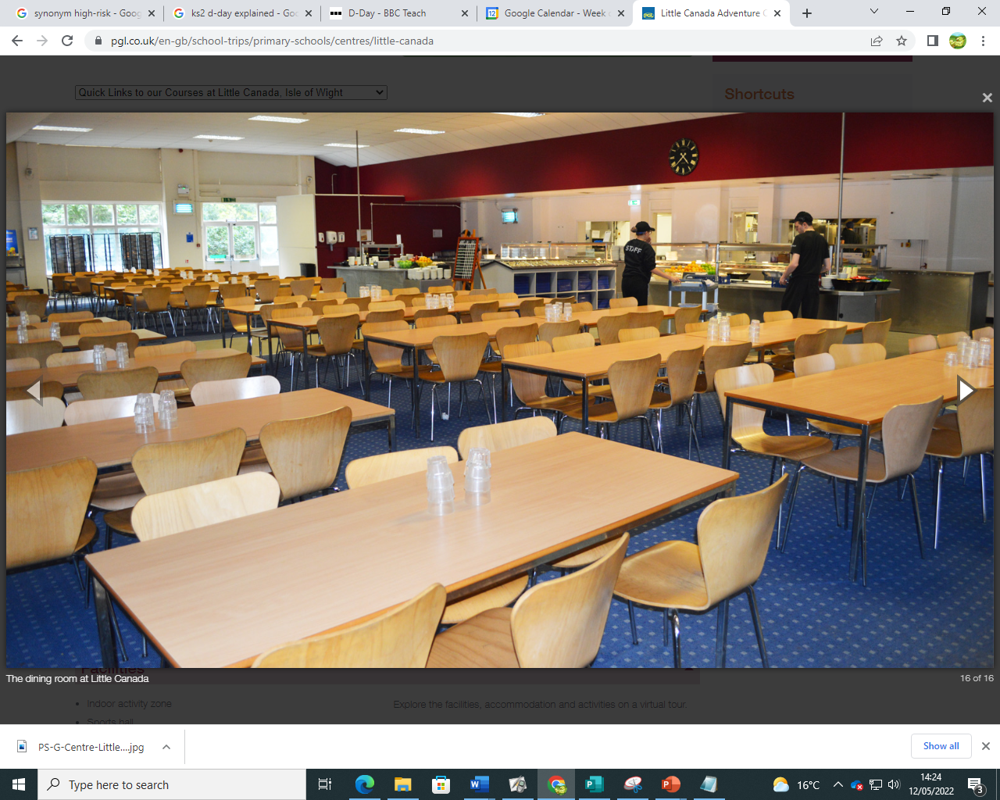 synonym high-risk - Goog
ks2 d-day explained - Goo
D-Day - BBC Teach
Google Calendar - Week
Little Canada Adventure C
pgl.co.uk/en-gb/school-trips/primary-schools/centres/little-canada
Quick Links to our Courses at Little Canada, Isle of Wight
Shortcuts
STAFF
Facilities
The dining room at Little Canada
16 of 16
Indoor activity zone
Explore the facilities, accommodation and activities on a virtual tour.
Sports hall
PS-G-Centre-Little....jpg
Show all
Type here to search
16°C
14:24
12/05/2022
3